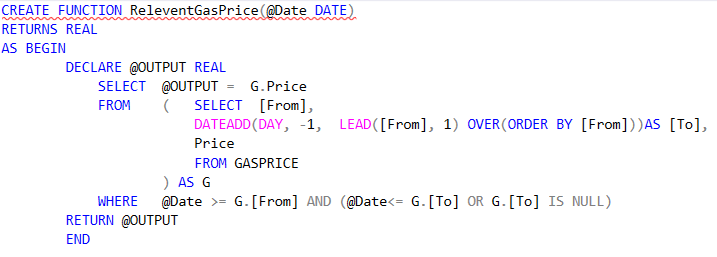 CREATE FUNCTION ReleventGasPrice(@Date DATE)
RETURNS REAL
AS BEGIN
DECLARE @OUTPUT REAL
SELECT @OUTPUT = G.Price
FROM ( SELECT [From],
DATEADD(DAY, -1, LEAD([From], 1) OVER(ORDER BY [From]))AS [To],
Price
FROM GASPRICE
) AS G
WHERE @Date >= G.[From] AND (@Date<= G.[To] OR G.[To] IS NULL)
RETURN @OUTPUT
END